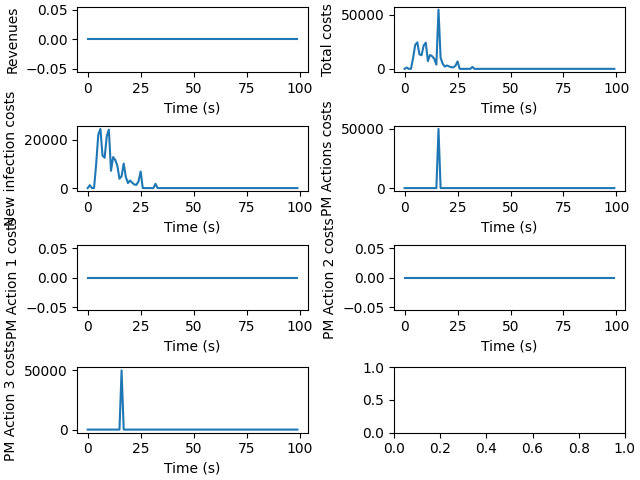 Revenues
0.05
0.00
−0.05
0 25 50 75 100
Time (s)
Total costs
50000
0
0 25 50 75 100
Time (s)
New infection costs
20000
0
0 25 50 75 100
Time (s)
PM Actions costs
50000
0
0 25 50 75 100
Time (s)
PM Action 1 costs
0.05
0.00
−0.05
0 25 50 75 100
Time (s)
PM Action 2 costs
0.05
0.00
−0.05
0 25 50 75 100
Time (s)
PM Action 3 costs
50000
0
0 25 50 75 100
Time (s)
1.0
0.5
0.0
0.0 0.2 0.4 0.6 0.8 1.0